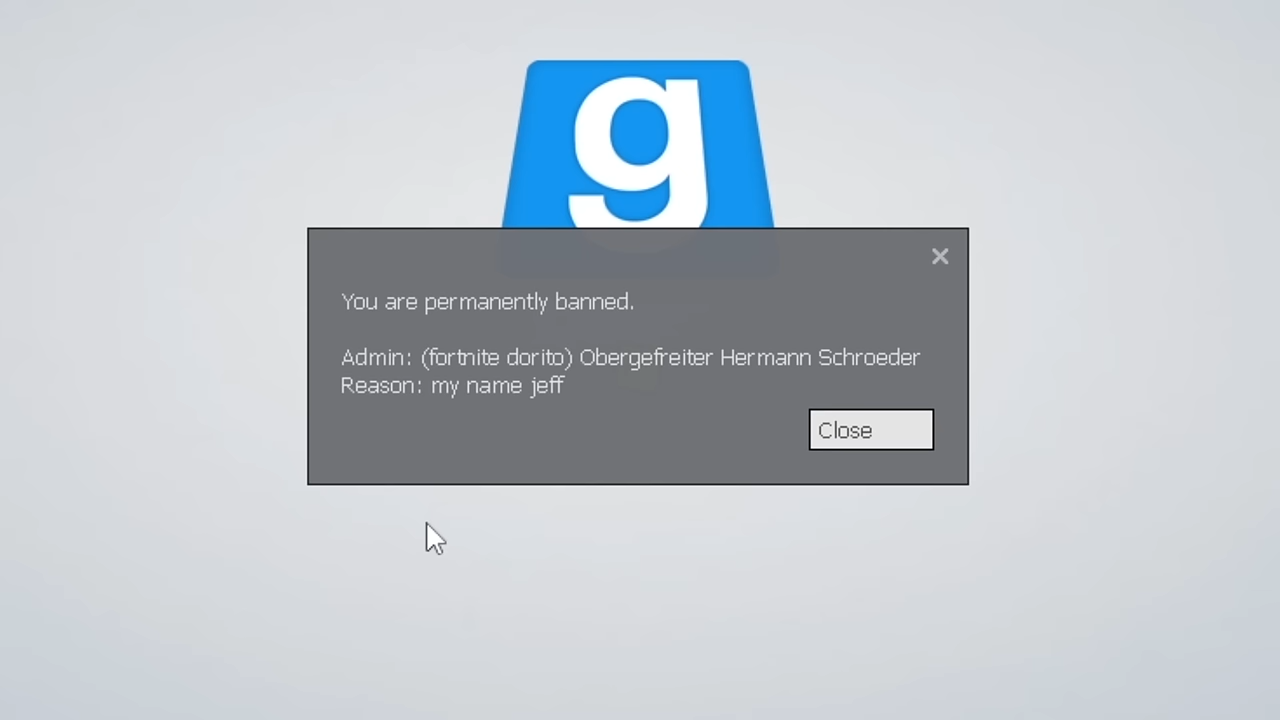 g
You are permanently banned.
Admin: (fortnite dorito) Obergefreiter Hermann Schroeder
Reason: my name jeff
Close